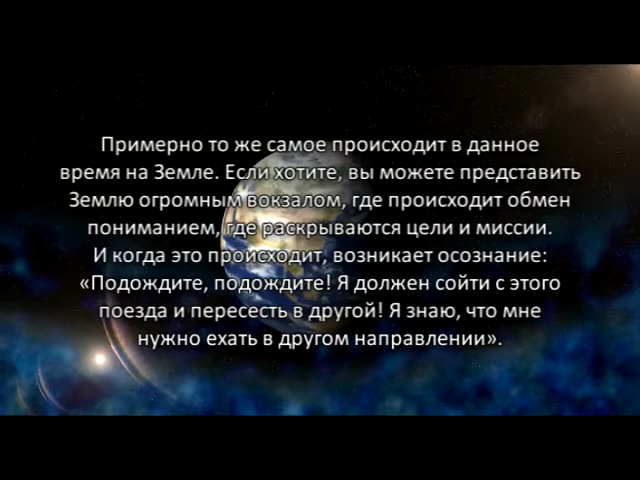 Примерно то же самое происходит в данное
время на Земле. Если хотите, вы можете представить
Землю огромным вокзалом, где происходит обмен
пониманием, где раскрываются цели и миссии.
И когда это происходит, возникает осознание:
«Подождите, подождите! Я должен сойти с этого
поезда и пересесть в другой! Я знаю, что мне
нужно ехать в другом направлении».